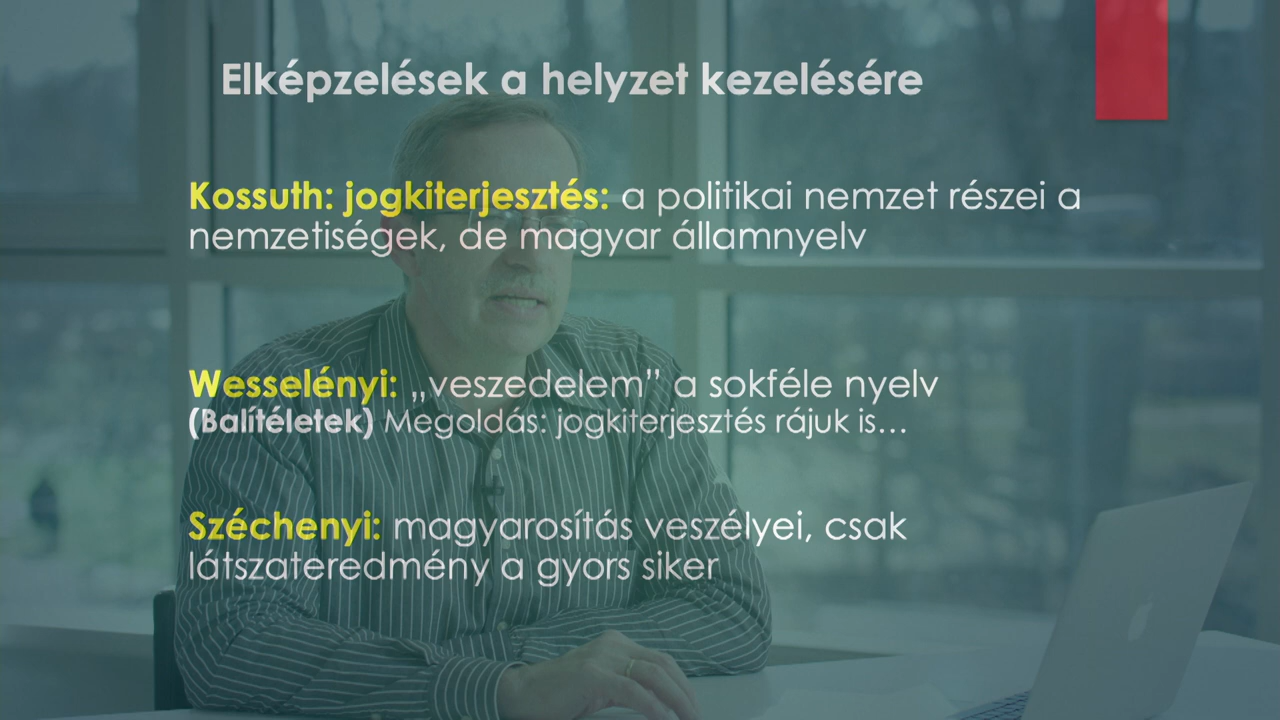 Elképzelések a helyzet kezelésére
Kossuth: jogkiterjesztés: a politikai nemzet részei a
nemzetiségek, de magyar államnyelv
Wesselényi: „veszedelem” a sokféle nyelv
(Balítéletek) Megoldás: jogkiterjesztés rájuk is…
Széchenyi: magyarosítás veszélyei, csak
látszateredmény a gyors siker